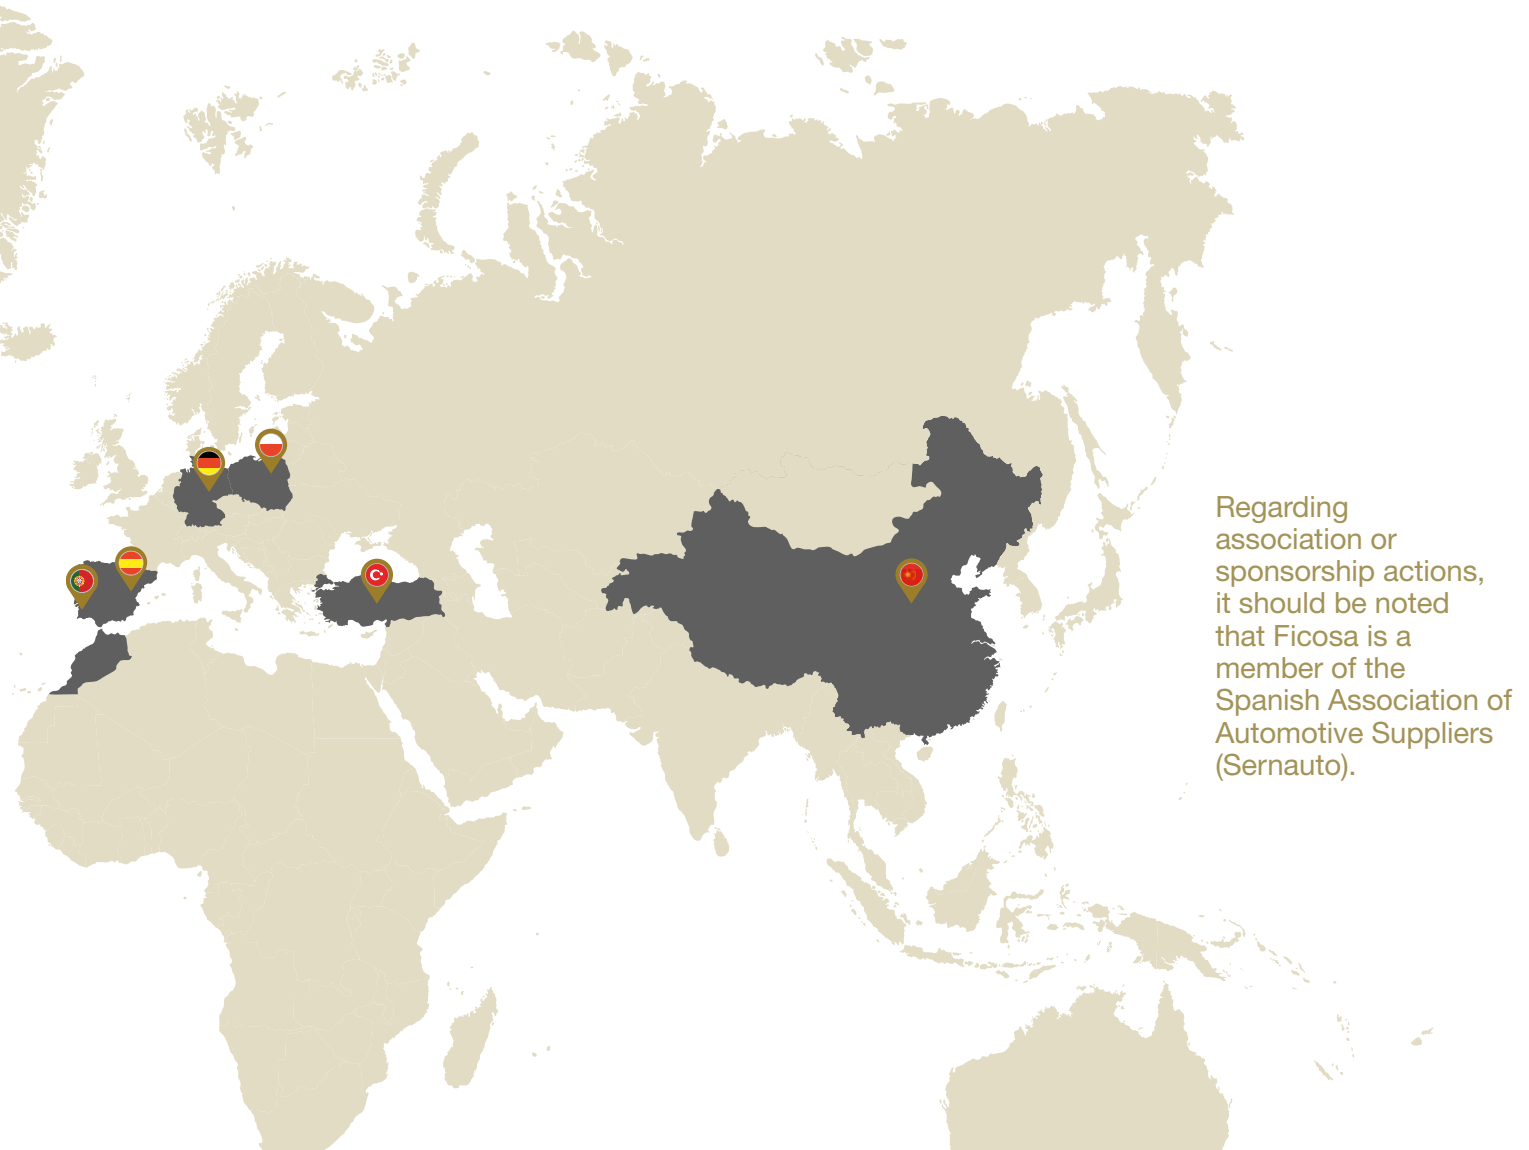 Regarding
association or
sponsorship actions,
it should be noted
that Ficosa is a
member of the
Spanish Association of
Automotive Suppliers
(Sernauto).